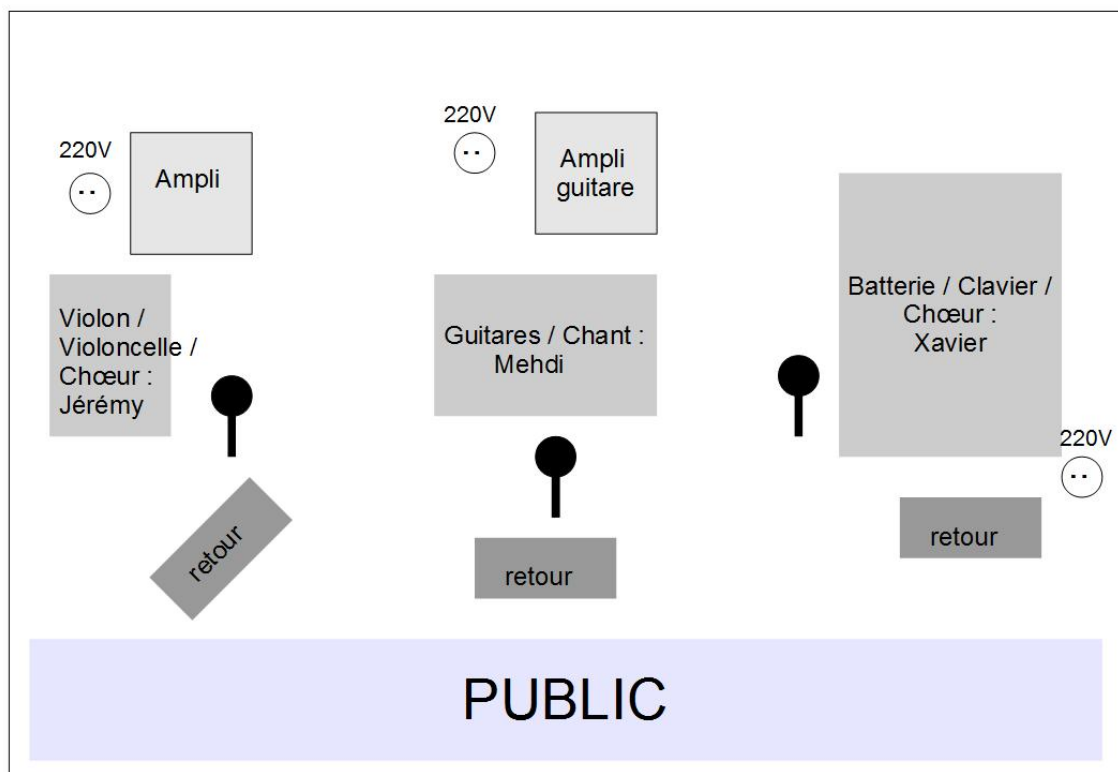 220V
Ampli
220V
Ampli
guitare
Violon /
Violoncelle /
Chœur :
Jérémy
Guitares / Chant :
Mehdi
Batterie / Clavier /
Chœur :
Xavier
220V
retour
retour
retour
PUBLIC